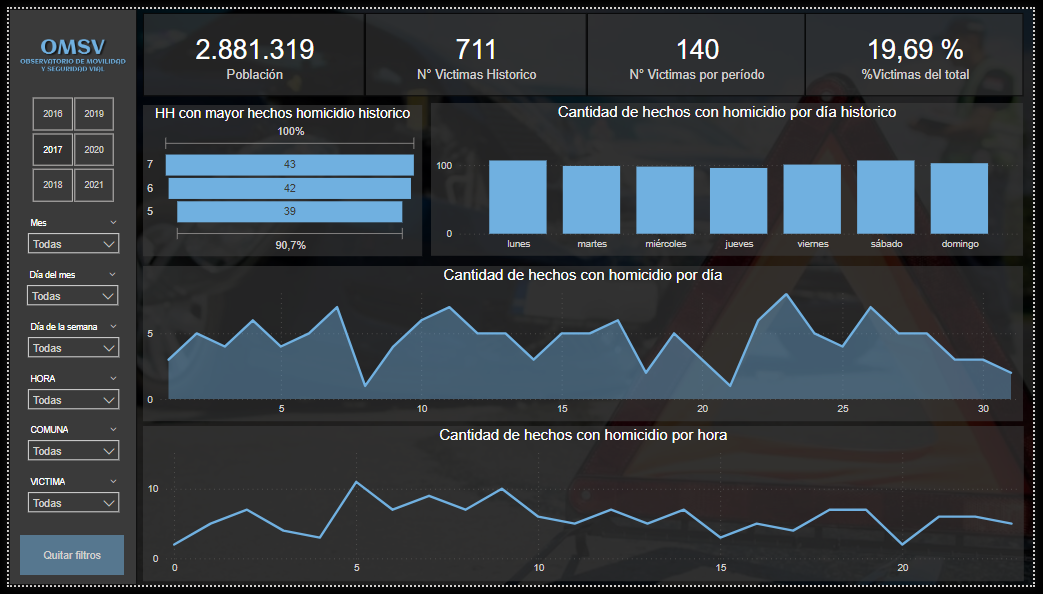 OMSV
OBSERVATORIO DE MOVILIDAD
Y SEGURIDAD VIAL
2016 2019
2017 2020
2018 2021
Mes
Todas
Día del mes
Todas
Día de la semana
Todas
HORA
Todas
COMUNA
Todas
VICTIMA
Todas
Quitar filtros
2.881.319
Población
711
N° Victimas Historico
140
N° Victimas por período
19,69 %
%Victimas del total
HH con mayor hechos homicidio historico
100%
7 43
6 42
5 39
90,7%
Cantidad de hechos con homicidio por día historico
100
0
lunes martes miércoles jueves viernes sábado domingo
Cantidad de hechos con homicidio por día
5
0
5 10 15 20 25 30
Cantidad de hechos con homicidio por hora
10
0
0 5 10 15 20